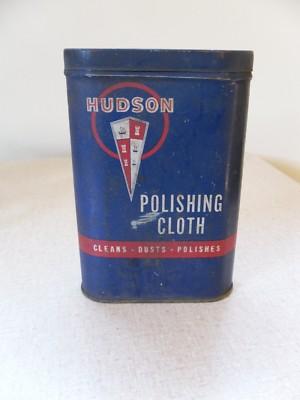 HUDSON
POLISHING
CLOTH
CLEANS - DUSTS - POLISHES